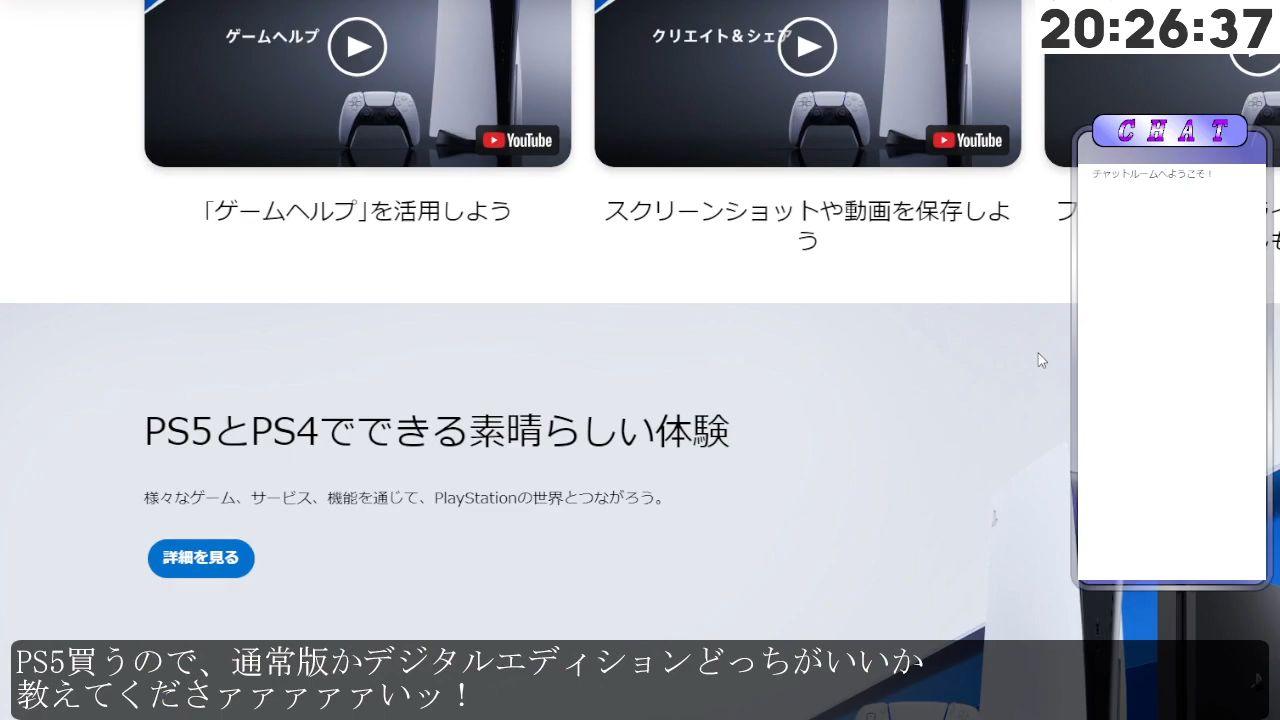 20:26:37
ゲームヘルプ
クリエイト&シェア
YouTube
YouTube
CHAT
チャットルームへようこそ!
「ゲームヘルプ」を活用しよう
スクリーンショットや動画を保存しよ
う
PS5とPS4でできる素晴らしい体験
様々なゲーム、サービス、機能を通じて、PlayStationの世界とつながろう。
詳細を見る
PS5買うので、通常版かデジタルエディションどっちがいいか
教えてくださァァァァァいッ!